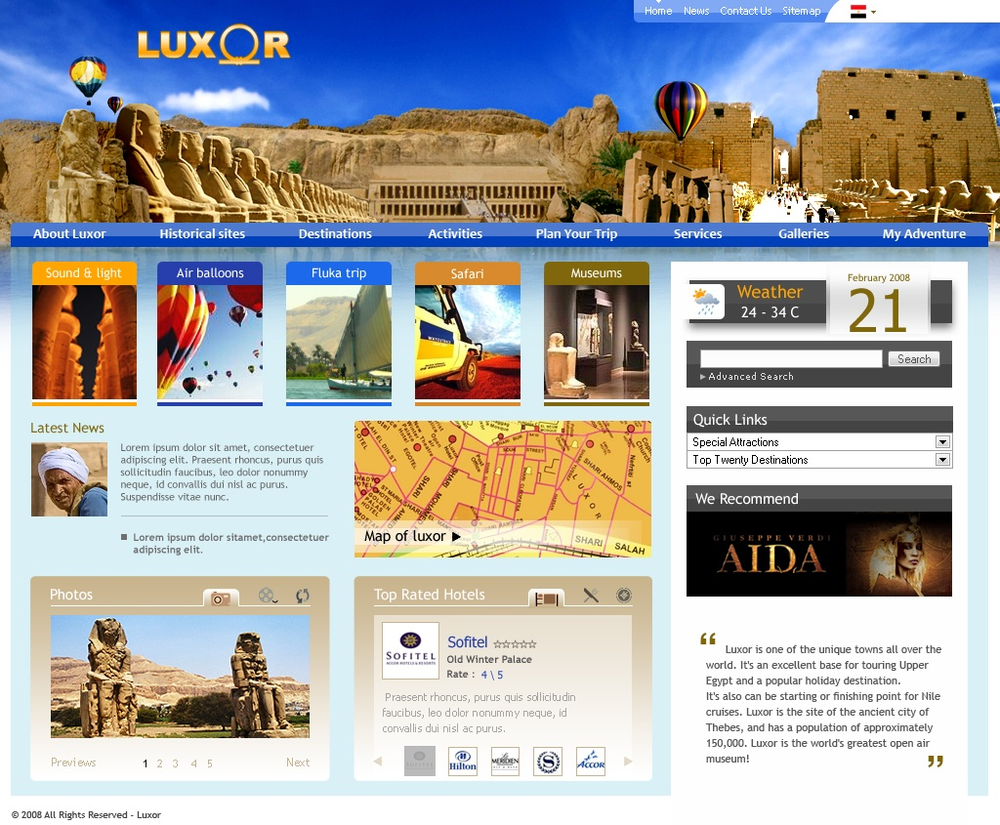 Home News Contact Us Sitemap
LUXOR
About Luxor Historical sites Destinations Activities Plan Your Trip Services Galleries My Adventure
Sound & light
Air balloons
Fluka trip
Safari
Museums
WORLDWIDE
Weather
24 - 34 C
February 2008
21
Search
Advanced Search
Quick Links
Special Attractions
Top Twenty Destinations
We Recommend
GIUSEPPE VERDI
AIDA
Latest News
Lorem ipsum dolor sit amet, consectetuer
adipiscing elit. Praesent rhoncus, purus quis
sollicitudin faucibus, leo dolor nonummy
neque, id convallis dui nisl ac purus.
Suspendisse vitae nunc.
Lorem ipsum dolor sitamet,consectetuer
adipiscing elit.
SHARI AHMOS
LUXOR
SHARI SALAH
Map of luxor
Photos
Previews 1 2 3 4 5 Next
Top Rated Hotels
SOFITEL
ACCOR HOTELS & RESORTS
Sofitel
Old Winter Palace
Rate : 4 \ 5
Praesent rhoncus, purus quis sollicitudin
faucibus, leo dolor nonummy neque, id
convallis dui nisl ac purus.
Hilton
MERIDIEN
S
ACCOR
“ Luxor is one of the unique towns all over the
world. It's an excellent base for touring Upper
Egypt and a popular holiday destination.
It's also can be starting or finishing point for Nile
cruises. Luxor is the site of the ancient city of
Thebes, and has a population of approximately
150,000. Luxor is the world's greatest open air
museum! ”
© 2008 All Rights Reserved - Luxor